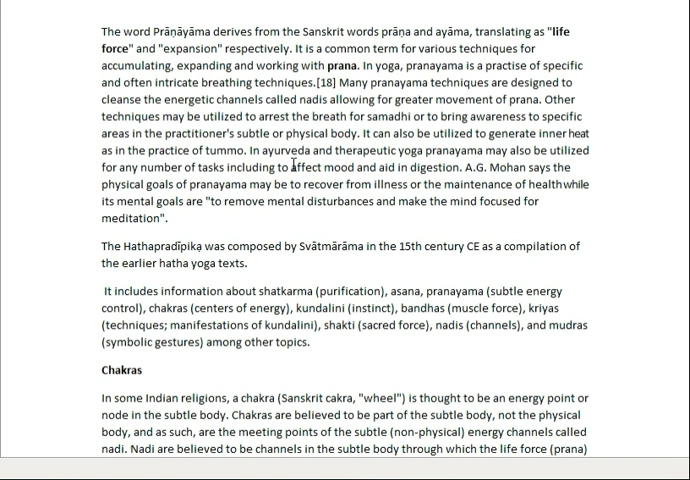 The word Prāṇāyāma derives from the Sanskrit words prāṇa and ayāma, translating as "life
force" and "expansion" respectively. It is a common term for various techniques for
accumulating, expanding and working with prana. In yoga, pranayama is a practise of specific
and often intricate breathing techniques.[18] Many pranayama techniques are designed to
cleanse the energetic channels called nadis allowing for greater movement of prana. Other
techniques may be utilized to arrest the breath for samadhi or to bring awareness to specific
areas in the practitioner's subtle or physical body. It can also be utilized to generate inner heat
as in the practice of tummo. In ayurveda and therapeutic yoga pranayama may also be utilized
for any number of tasks including to affect mood and aid in digestion. A.G. Mohan says the
physical goals of pranayama may be to recover from illness or the maintenance of health while
its mental goals are "to remove mental disturbances and make the mind focused for
meditation".
The Hathapradīpikạ was composed by Svātmārāma in the 15th century CE as a compilation of
the earlier hatha yoga texts.
It includes information about shatkarma (purification), asana, pranayama (subtle energy
control), chakras (centers of energy), kundalini (instinct), bandhas (muscle force), kriyas
(techniques; manifestations of kundalini), shakti (sacred force), nadis (channels), and mudras
(symbolic gestures) among other topics.
Chakras
In some Indian religions, a chakra (Sanskrit cakra, "wheel") is thought to be an energy point or
node in the subtle body. Chakras are believed to be part of the subtle body, not the physical
body, and as such, are the meeting points of the subtle (non-physical) energy channels called
nadi. Nadi are believed to be channels in the subtle body through which the life force (prana)